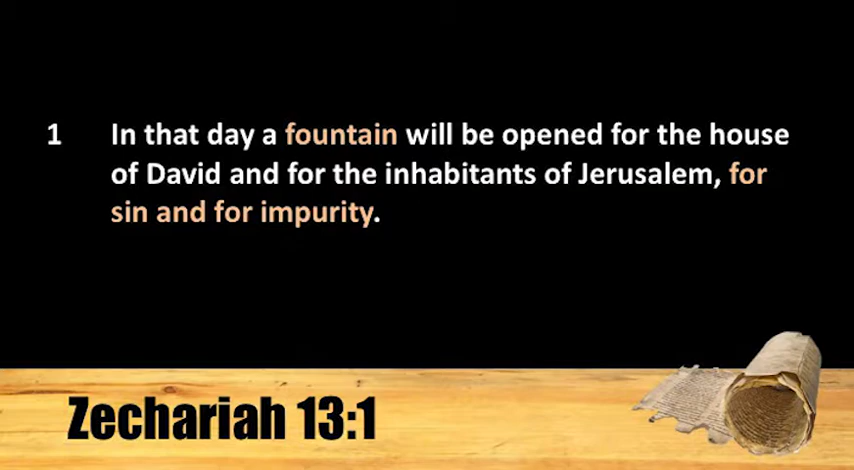 1 In that day a fountain will be opened for the house
of David and for the inhabitants of Jerusalem, for
sin and for impurity.
Zechariah 13:1